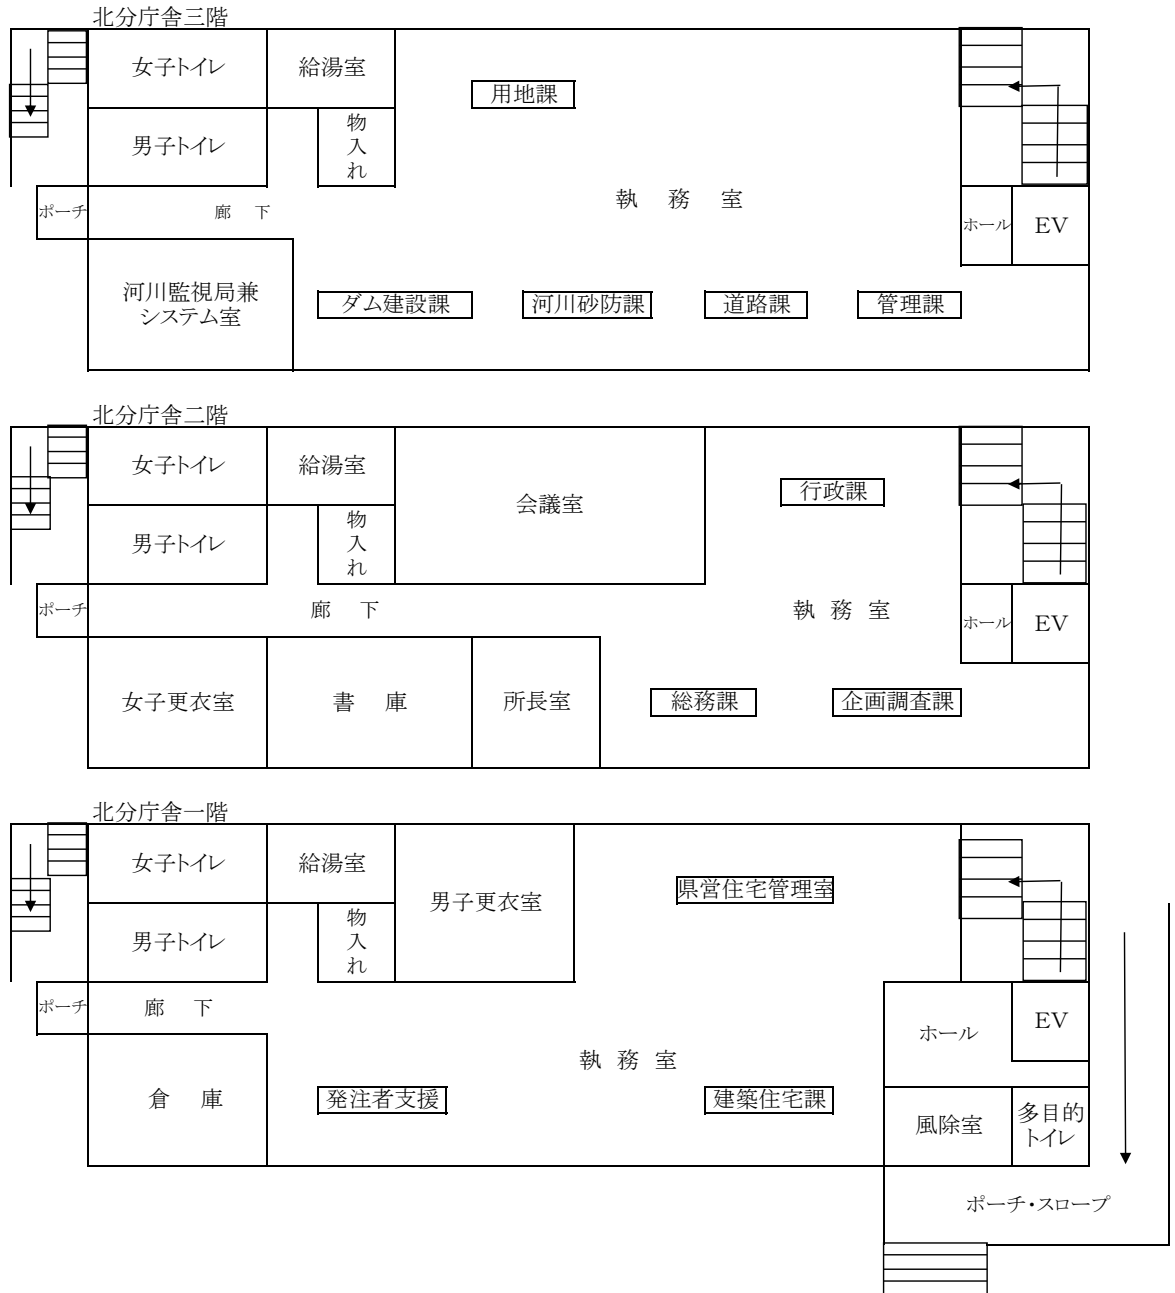 北分庁舎三階
女子トイレ
給湯室
用地課
男子トイレ
物入れ
執 務 室
ポーチ
廊 下
ホール
EV
河川監視局兼
システム室
ダム建設課
河川砂防課
道路課
管理課
北分庁舎二階
女子トイレ
給湯室
会議室
行政課
男子トイレ
物入れ
ポーチ
廊 下
執 務 室
ホール
EV
女子更衣室
書 庫
所長室
総務課
企画調査課
北分庁舎一階
女子トイレ
給湯室
男子更衣室
県営住宅管理室
男子トイレ
物入れ
ポーチ
廊 下
執 務 室
ホール
EV
倉 庫
発注者支援
建築住宅課
風除室
多目的
トイレ
ポーチ・スロープ